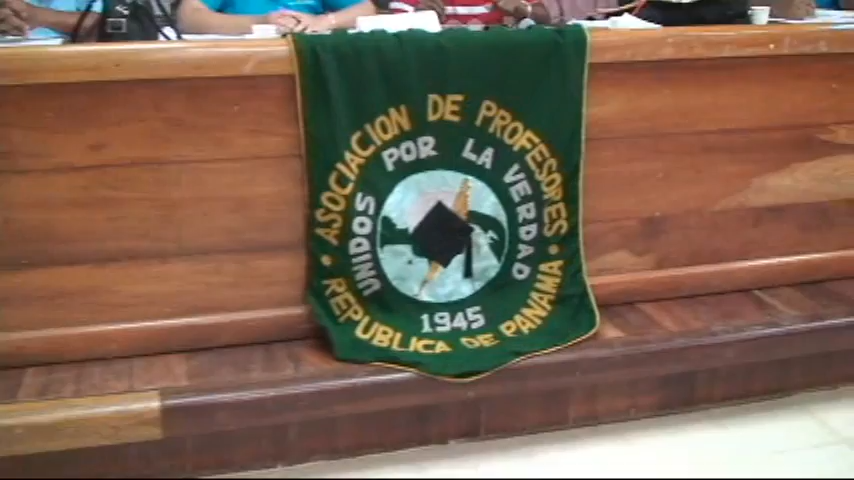 ASOCIACION DE PROFESORES
UNIDOS POR LA VERDAD
1945
REPUBLICA DE PANAMA